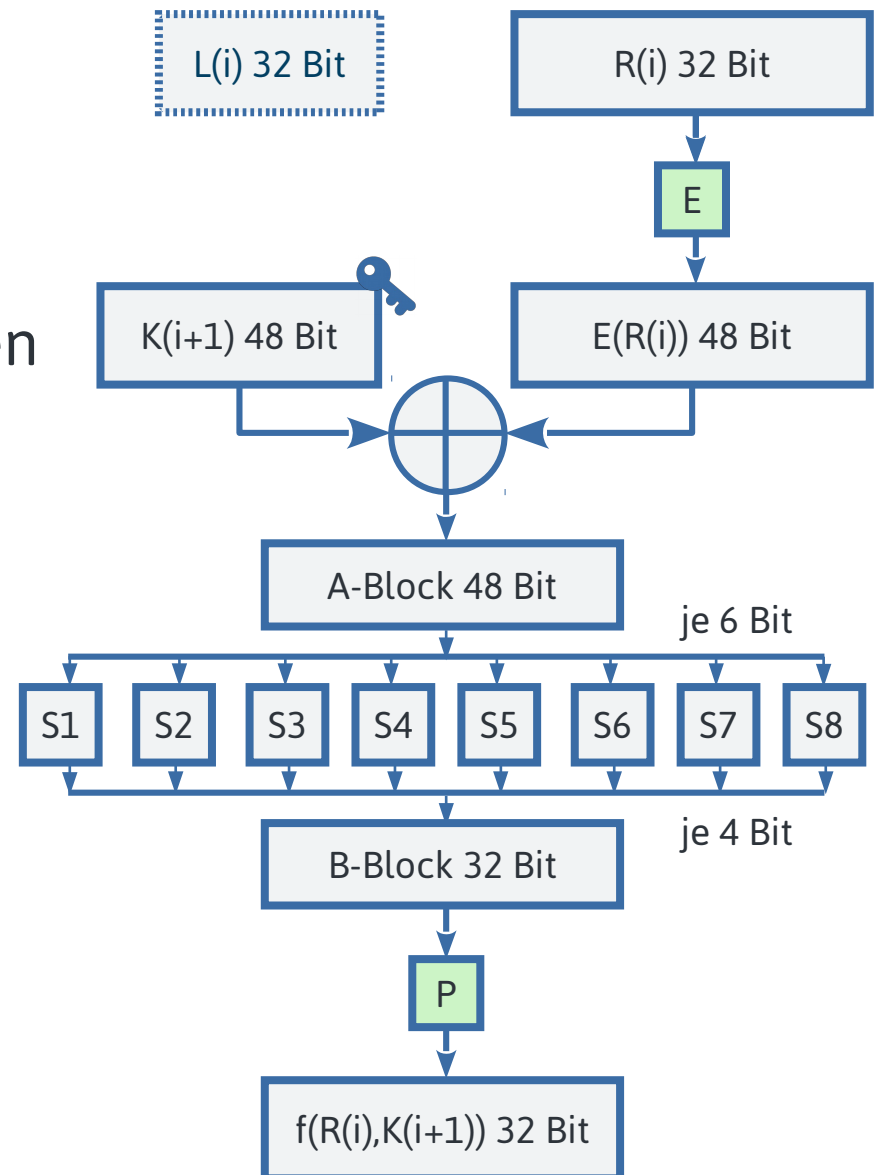 L(i) 32 Bit
R(i) 32 Bit
E
en
K(i+1) 48 Bit
E(R(i)) 48 Bit
A-Block 48 Bit
je 6 Bit
S1 S2 S3 S4 S5 S6 S7 S8
je 4 Bit
B-Block 32 Bit
P
f(R(i),K(i+1)) 32 Bit